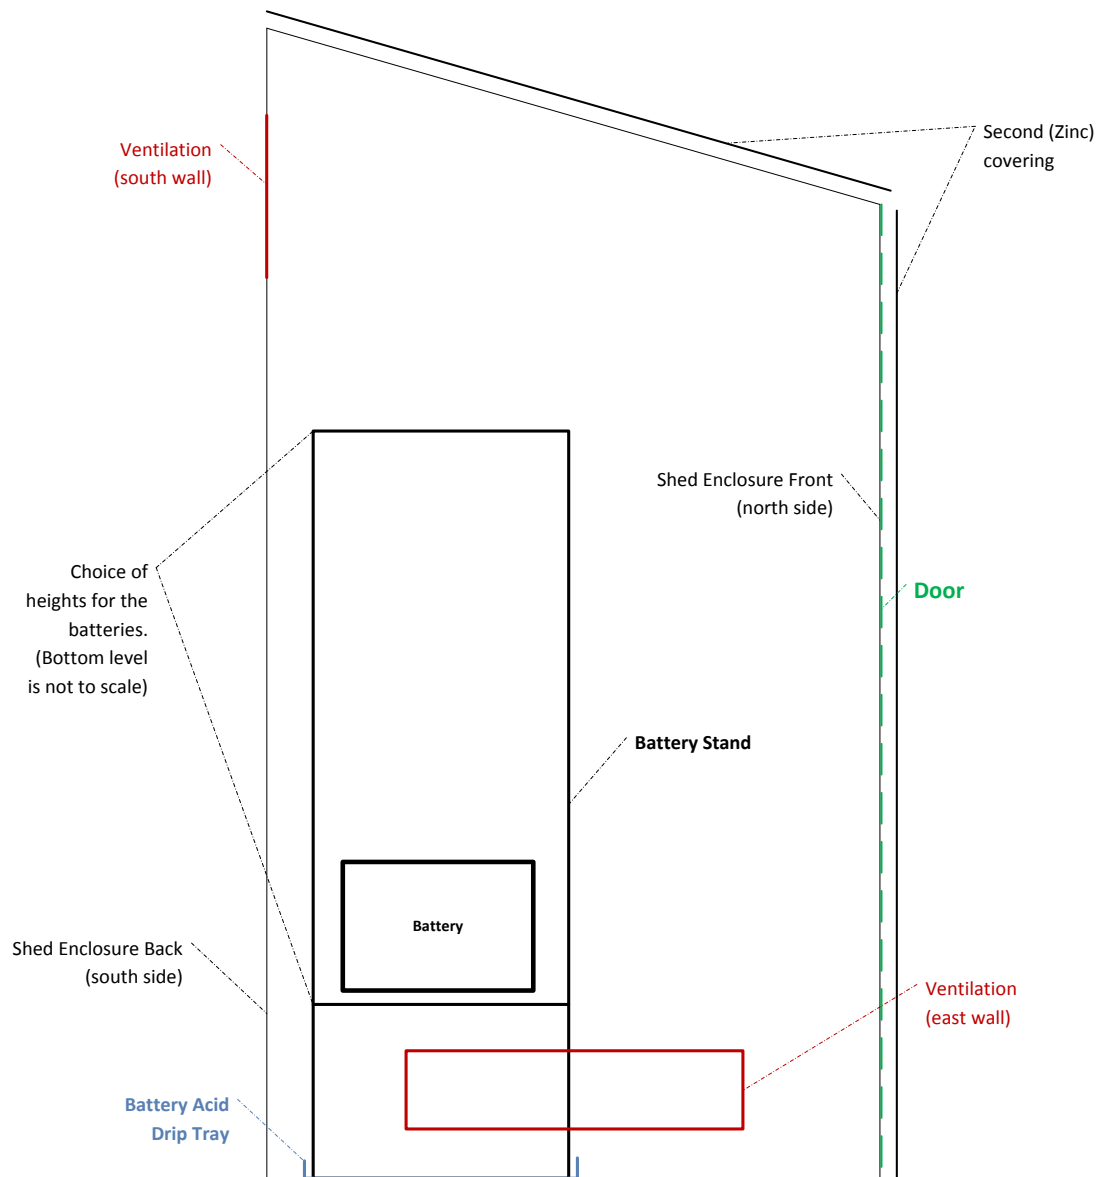 Ventilation
(south wall)
Second (Zinc)
covering
Shed Enclosure Front
(north side)
Choice of
heights for the
batteries.
(Bottom level
is not to scale)
Door
Battery Stand
Battery
Shed Enclosure Back
(south side)
Ventilation
(east wall)
Battery Acid
Drip Tray